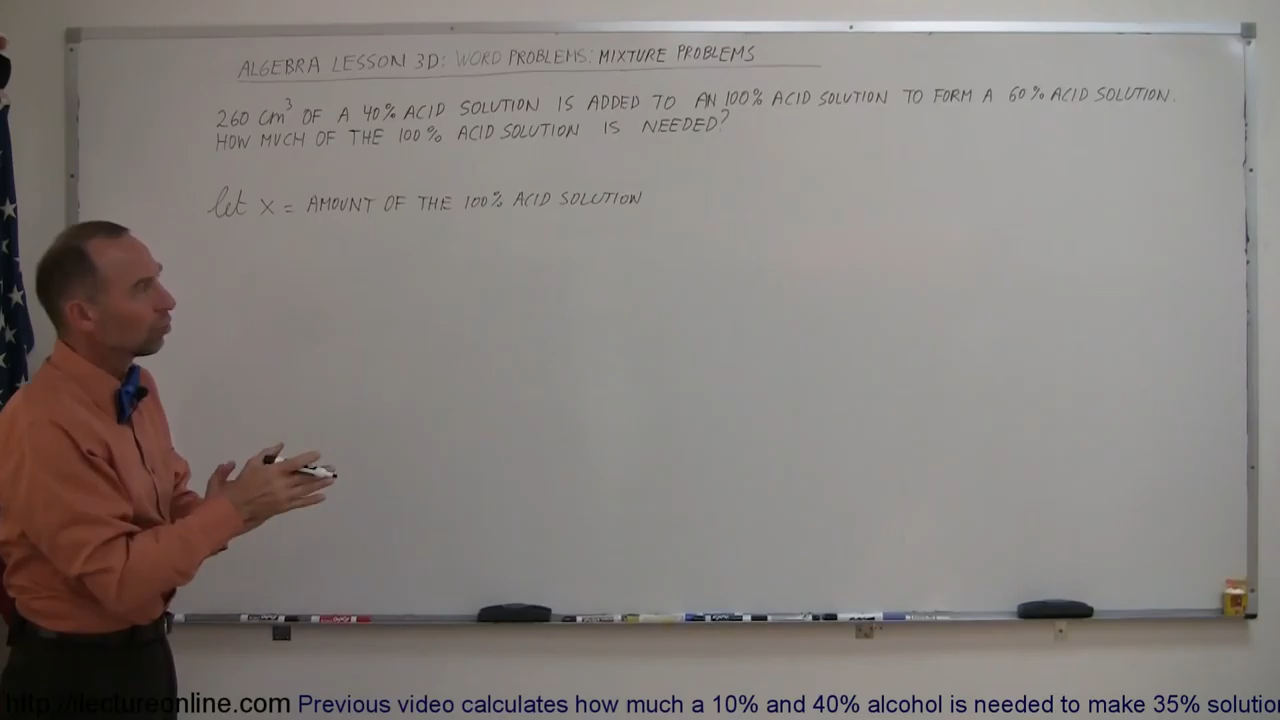 ALGEBRA LESSON 3D: WORD PROBLEMS: MIXTURE PROBLEMS
260 cm³ OF A 40% ACID SOLUTION IS ADDED TO AN 100% ACID SOLUTION TO FORM A 60% ACID SOLUTION.
HOW MUCH OF THE 100% ACID SOLUTION IS NEEDED?
let x = AMOUNT OF THE 100% ACID SOLUTION
http://ilectureonline.com Previous video calculates how much a 10% and 40% alcohol is needed to make 35% solutio